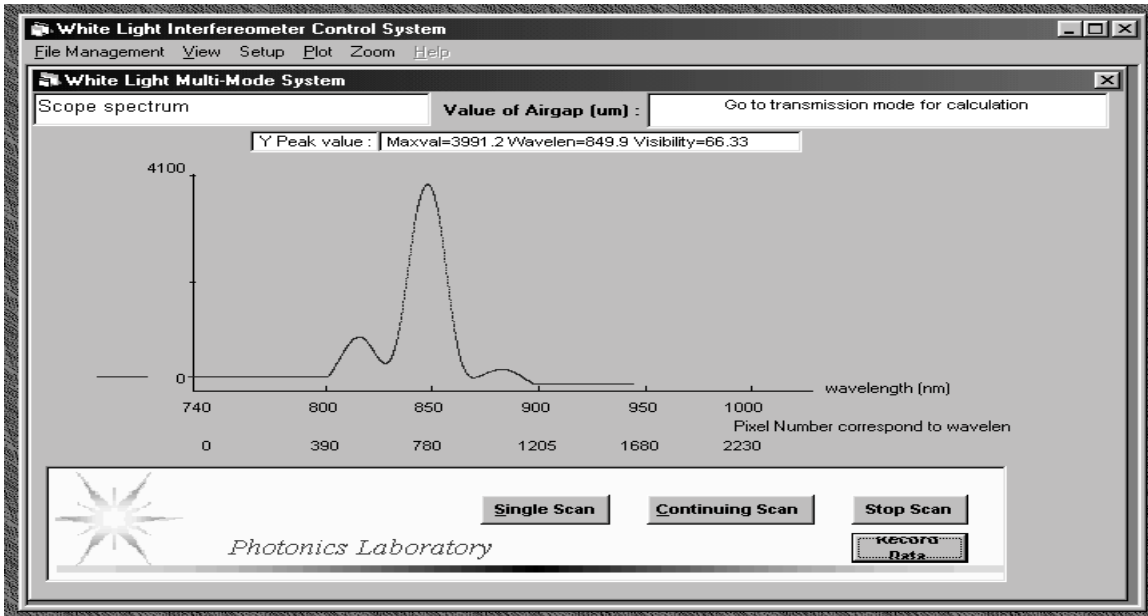 White Light Interfereometer Control System
File Management View Setup Plot Zoom Help
White Light Multi-Mode System
Scope spectrum
Value of Airgap (um) :
Go to transmission mode for calculation
Y Peak value : Maxval=3991.2 Wavelen=849.9 Visibility=66.33
4100
0
wavelength (nm)
740 800 850 900 950 1000
Pixel Number correspond to wavelen
0 390 780 1205 1680 2230
Single Scan Continuing Scan Stop Scan
Photonics Laboratory
Record
Data